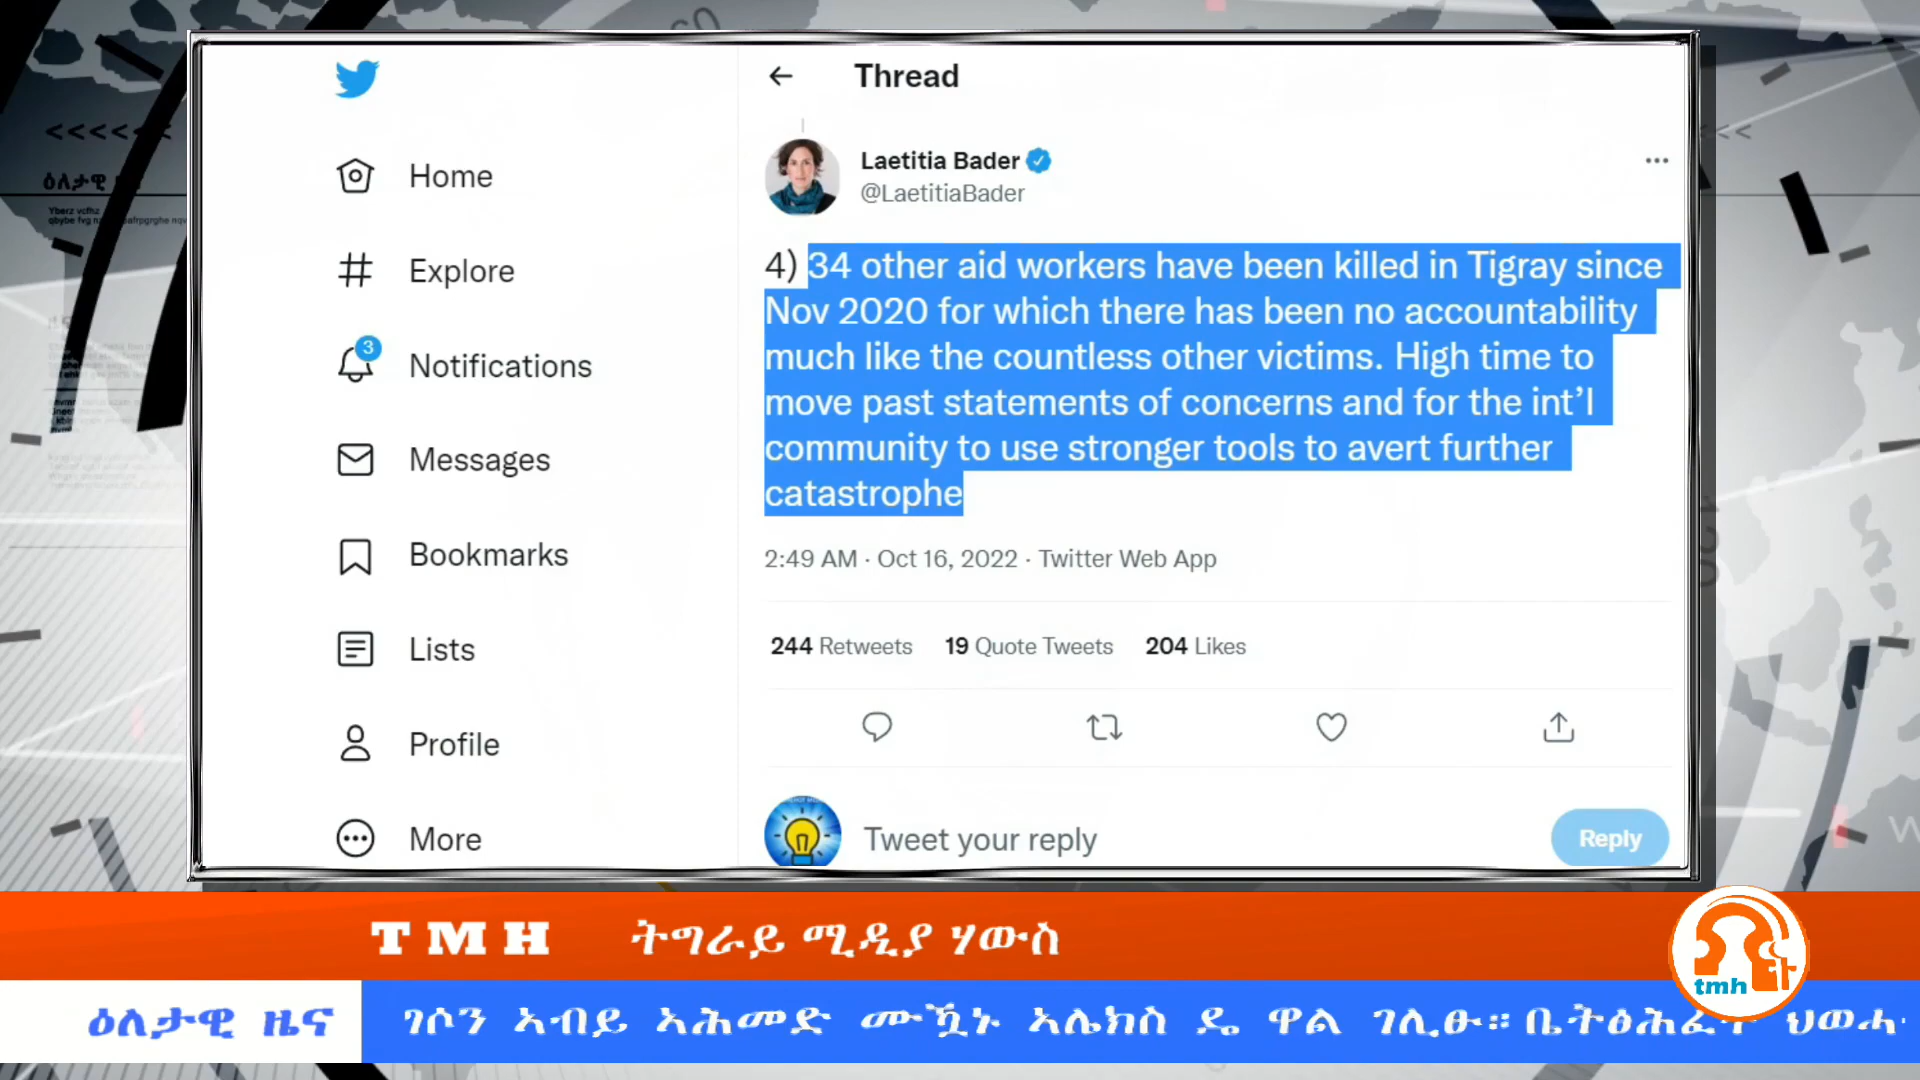 Thread
Laetitia Bader
@LaetitiaBader
4) 34 other aid workers have been killed in Tigray since
Nov 2020 for which there has been no accountability
much like the countless other victims. High time to
move past statements of concerns and for the int’l
community to use stronger tools to avert further
catastrophe
2:49 AM · Oct 16, 2022 · Twitter Web App
244 Retweets 19 Quote Tweets 204 Likes
Tweet your reply
Reply
Home
Explore
3
Notifications
Messages
Bookmarks
Lists
Profile
More
<<<<<<
ዕለታዊ
TMH ትግራይ ሚዲያ ሃውስ
tmh
ዕለታዊ ዜና
ገሶን ኣብይ ኣሕመድ ሙዃኑ ኣሌክስ ዴ ዋል ገሊፁ። ቤትዕሕፈት ህወሓ